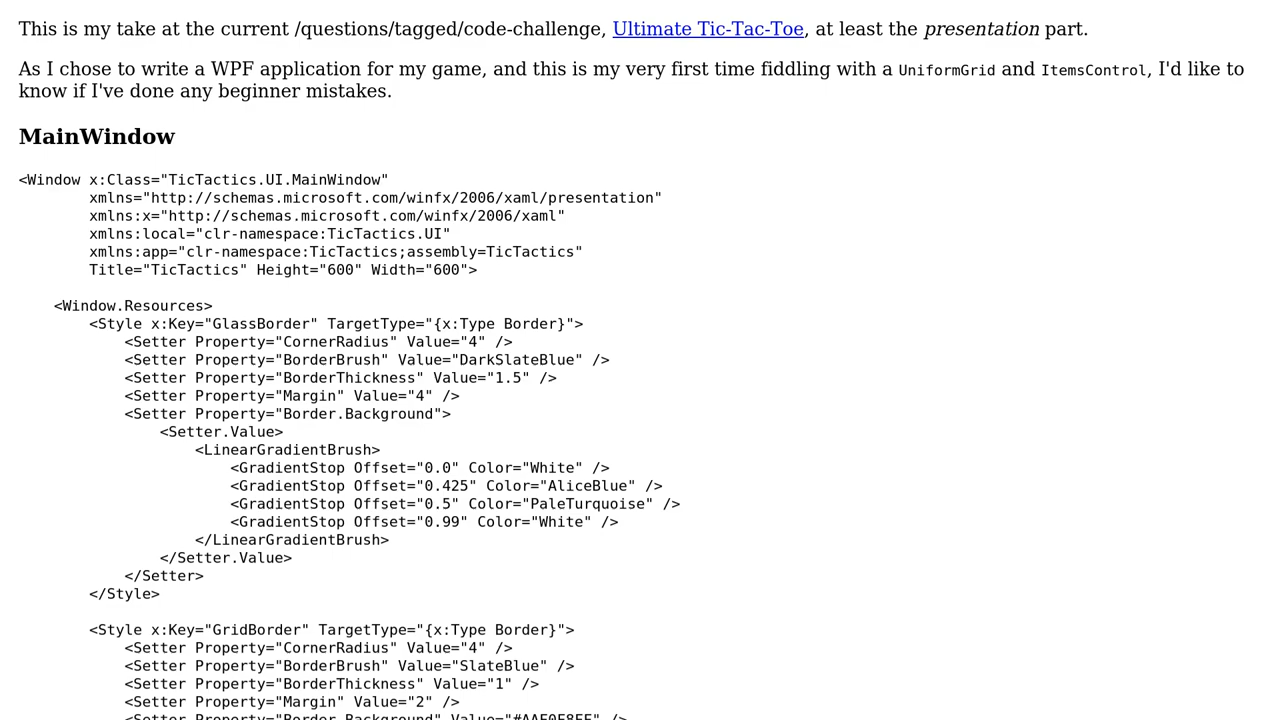 This is my take at the current /questions/tagged/code-challenge, Ultimate Tic-Tac-Toe, at least the presentation part.
As I chose to write a WPF application for my game, and this is my very first time fiddling with a UniformGrid and ItemsControl, I'd like to
know if I've done any beginner mistakes.
MainWindow
<Window x:Class="TicTactics.UI.MainWindow"
        xmlns="http://schemas.microsoft.com/winfx/2006/xaml/presentation"
        xmlns:x="http://schemas.microsoft.com/winfx/2006/xaml"
        xmlns:local="clr-namespace:TicTactics.UI"
        xmlns:app="clr-namespace:TicTactics;assembly=TicTactics"
        Title="TicTactics" Height="600" Width="600">
    <Window.Resources>
        <Style x:Key="GlassBorder" TargetType="{x:Type Border}">
            <Setter Property="CornerRadius" Value="4" />
            <Setter Property="BorderBrush" Value="DarkSlateBlue" />
            <Setter Property="BorderThickness" Value="1.5" />
            <Setter Property="Margin" Value="4" />
            <Setter Property="Border.Background">
                <Setter.Value>
                    <LinearGradientBrush>
                        <GradientStop Offset="0.0" Color="White" />
                        <GradientStop Offset="0.425" Color="AliceBlue" />
                        <GradientStop Offset="0.5" Color="PaleTurquoise" />
                        <GradientStop Offset="0.99" Color="White" />
                    </LinearGradientBrush>
                </Setter.Value>
            </Setter>
        </Style>
        <Style x:Key="GridBorder" TargetType="{x:Type Border}">
            <Setter Property="CornerRadius" Value="4" />
            <Setter Property="BorderBrush" Value="SlateBlue" />
            <Setter Property="BorderThickness" Value="1" />
            <Setter Property="Margin" Value="2" />
            <Setter Property="Border.Background" Value="#AAF0F8FF" />